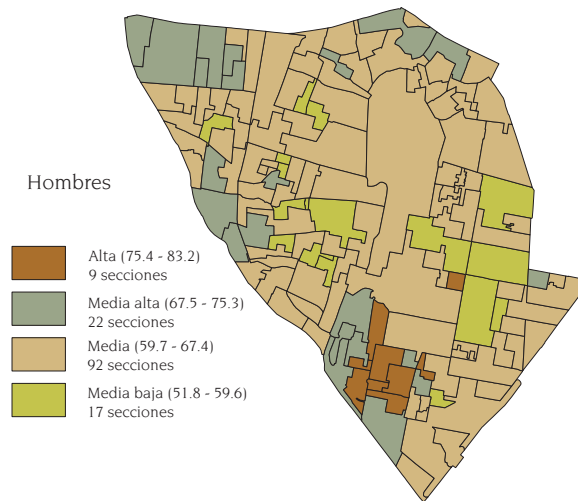 Hombres
Alta (75.4 - 83.2)
9 secciones
Media alta (67.5 - 75.3)
22 secciones
Media (59.7 - 67.4)
92 secciones
Media baja (51.8 - 59.6)
17 secciones